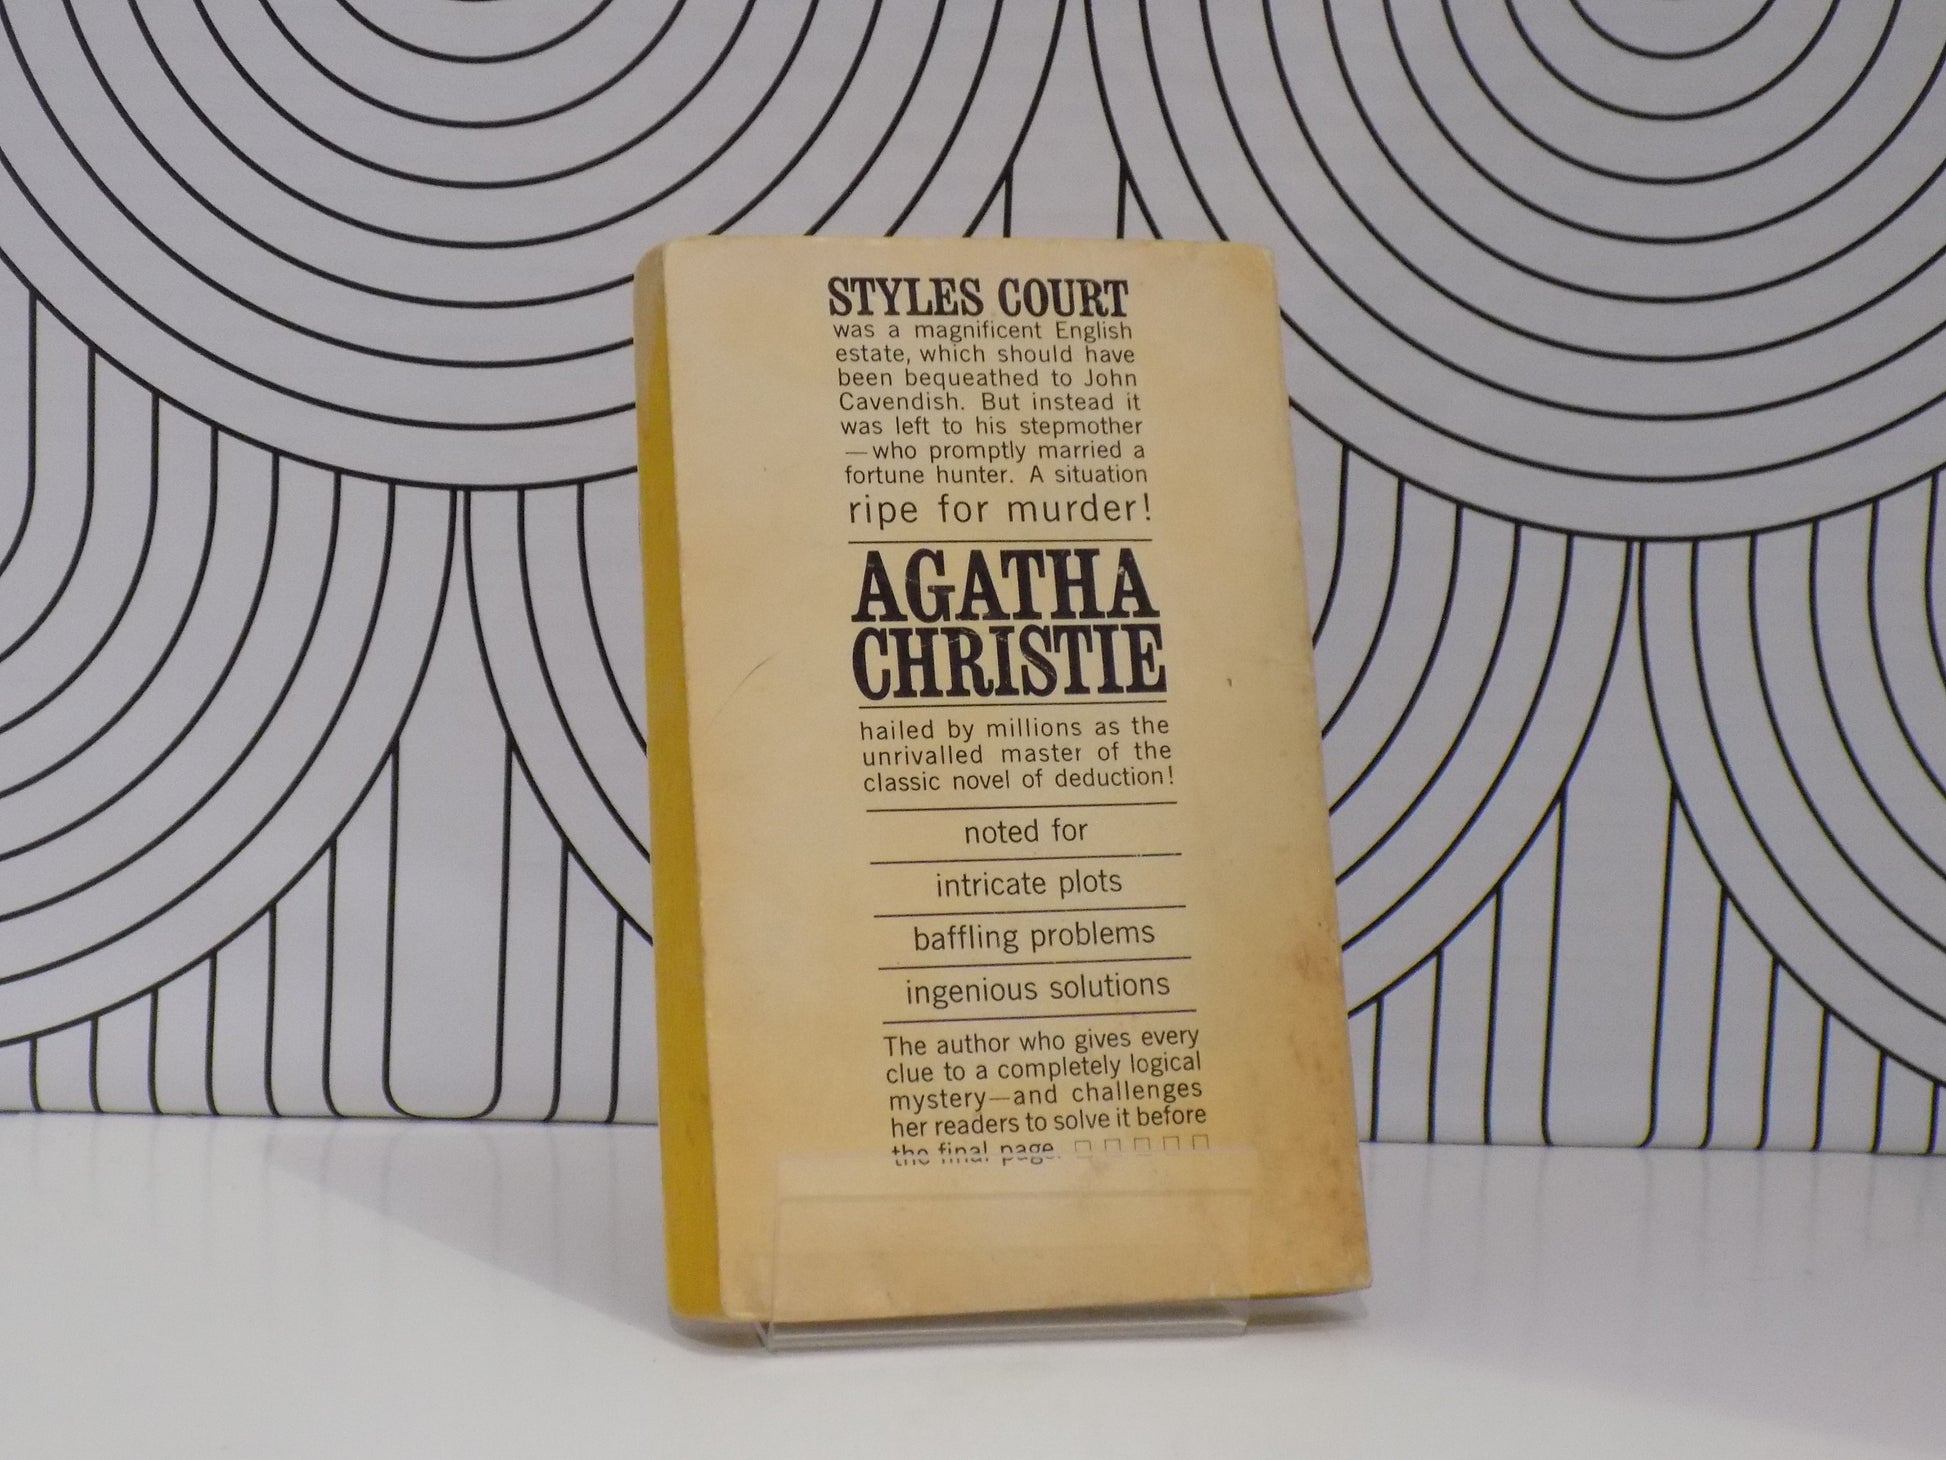 STYLES COURT
was a magnificent English
estate, which should have
been bequeathed to John
Cavendish. But instead it
was left to his stepmother
—who promptly married a
fortune hunter. A situation
ripe for murder!
AGATHA
CHRISTIE
hailed by millions as the
unrivalled master of the
classic novel of deduction!
noted for
intricate plots
baffling problems
ingenious solutions
The author who gives every
clue to a completely logical
mystery—and challenges
her readers to solve it before
the final page. □ □ □ □ □